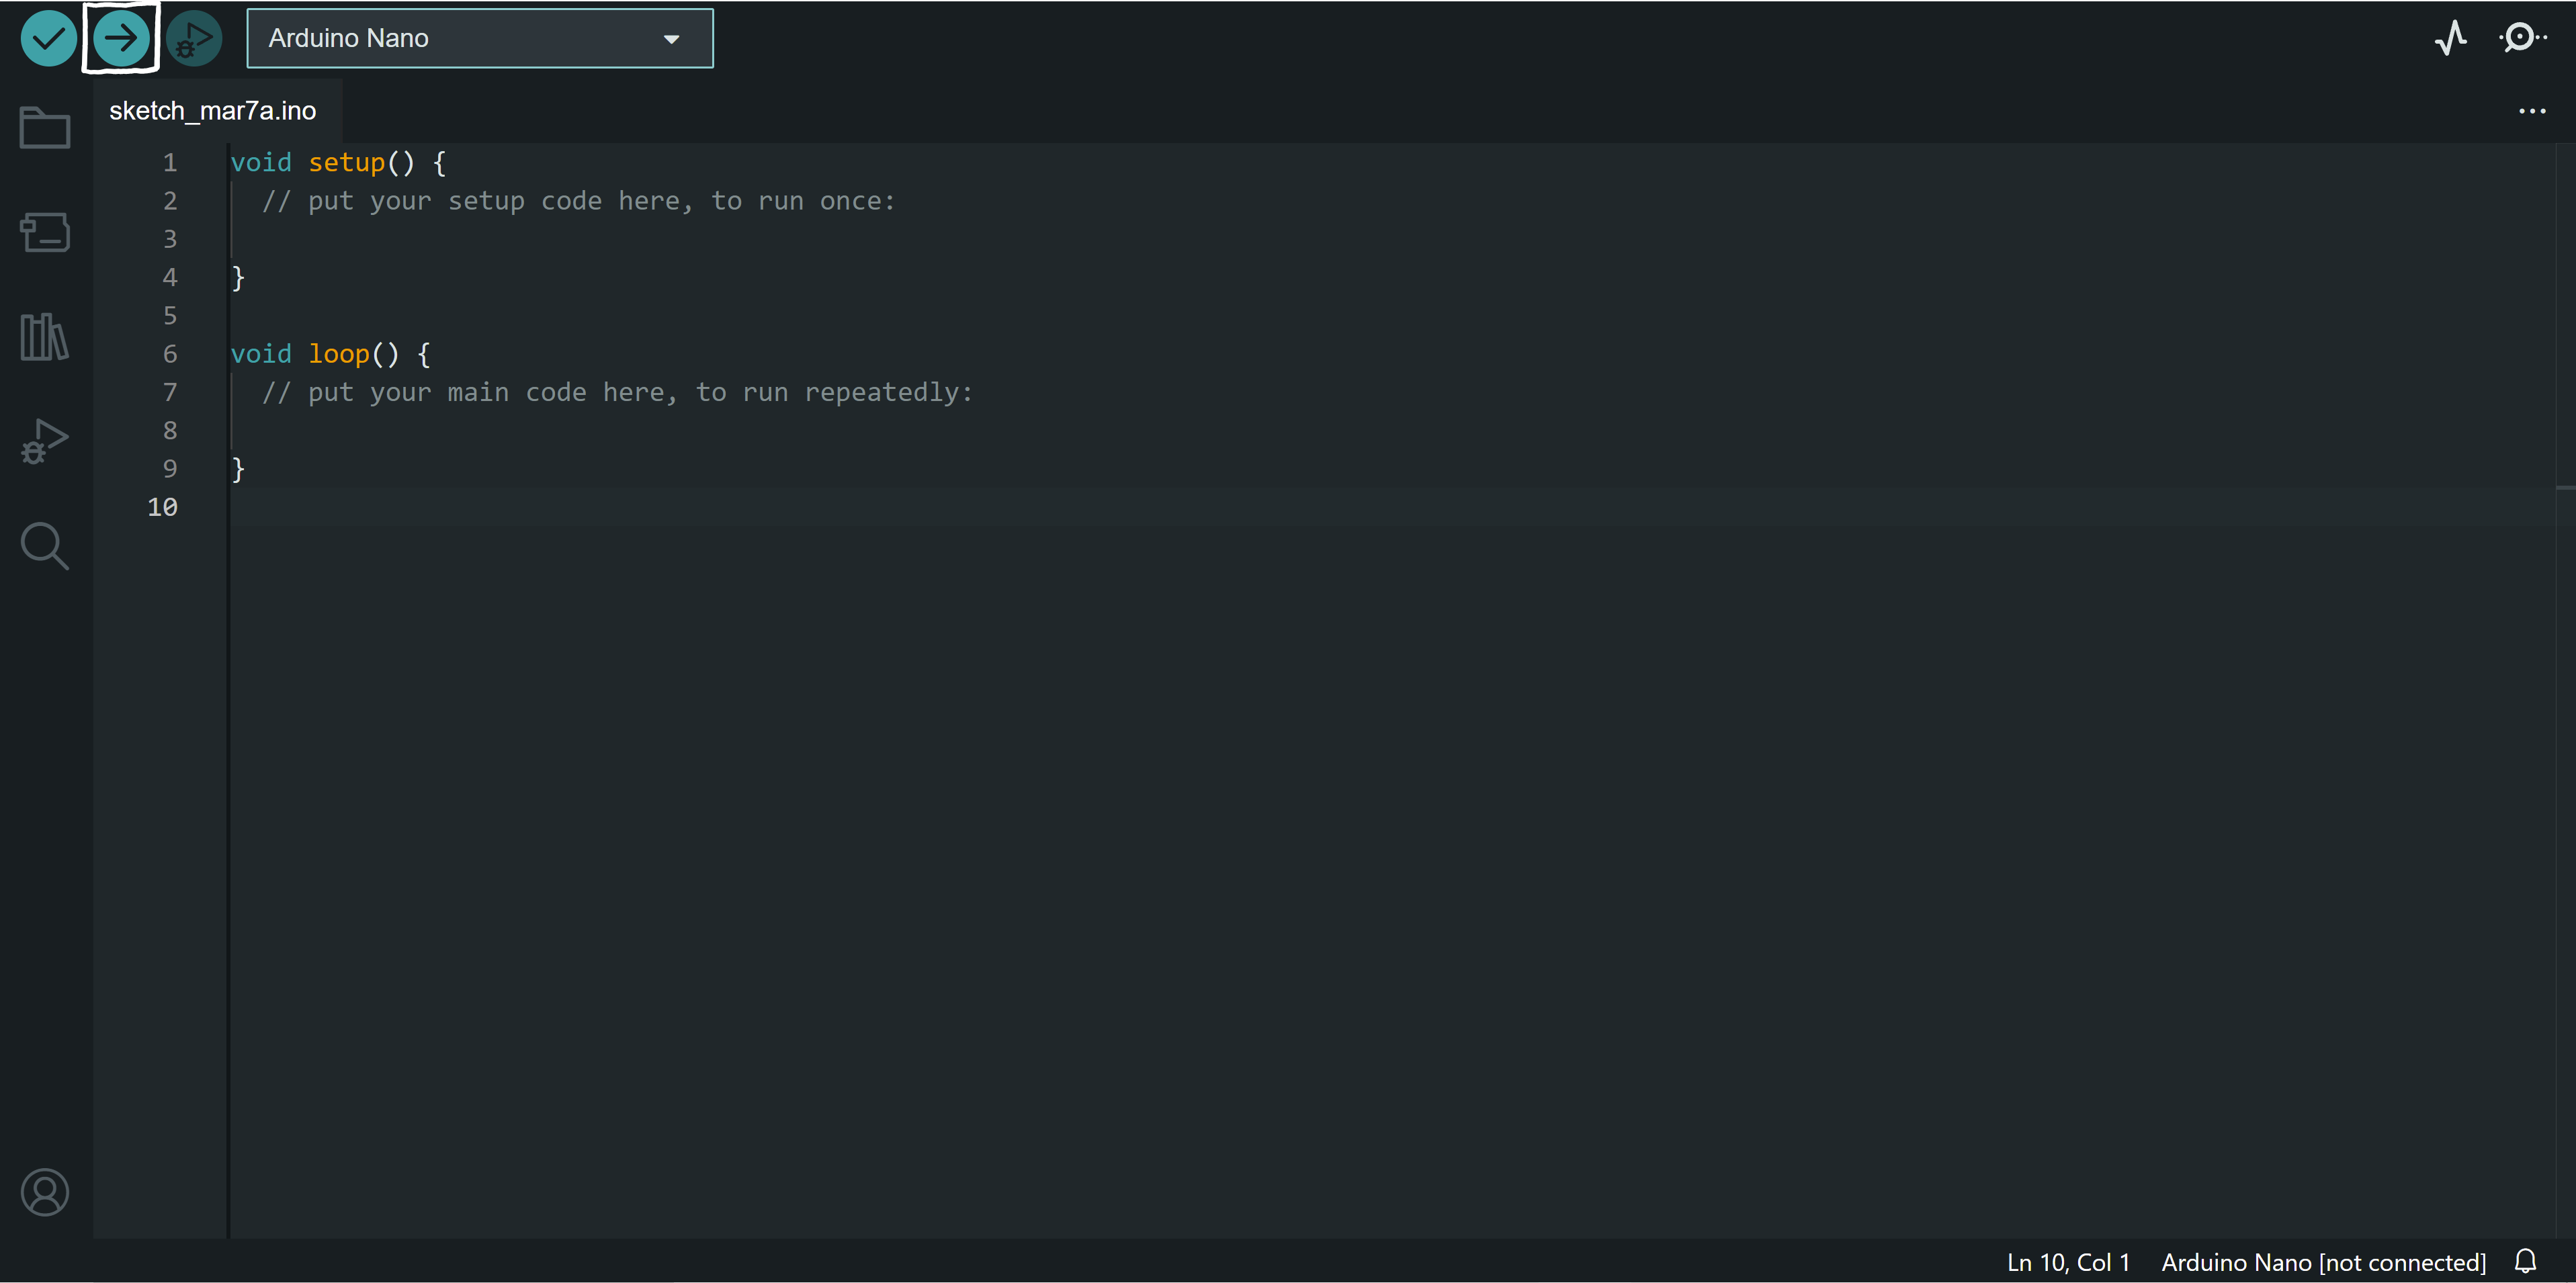 Arduino Nano
sketch_mar7a.ino
1 void setup() {
2 // put your setup code here, to run once:
3
4 }
5
6 void loop() {
7 // put your main code here, to run repeatedly:
8
9 }
10
Ln 10, Col 1 Arduino Nano [not connected]